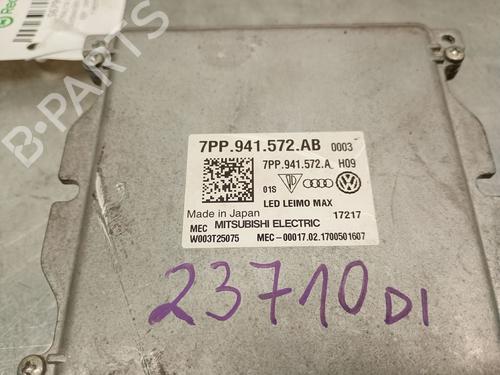 B-PARTS
7PP.941.572.AB 0003
7PP.941.572.A H09
01S
LED LEIMO MAX
Made in Japan 17217
MEC MITSUBISHI ELECTRIC
W003T25075 MEC-00017.02.1700501607
23710 DI